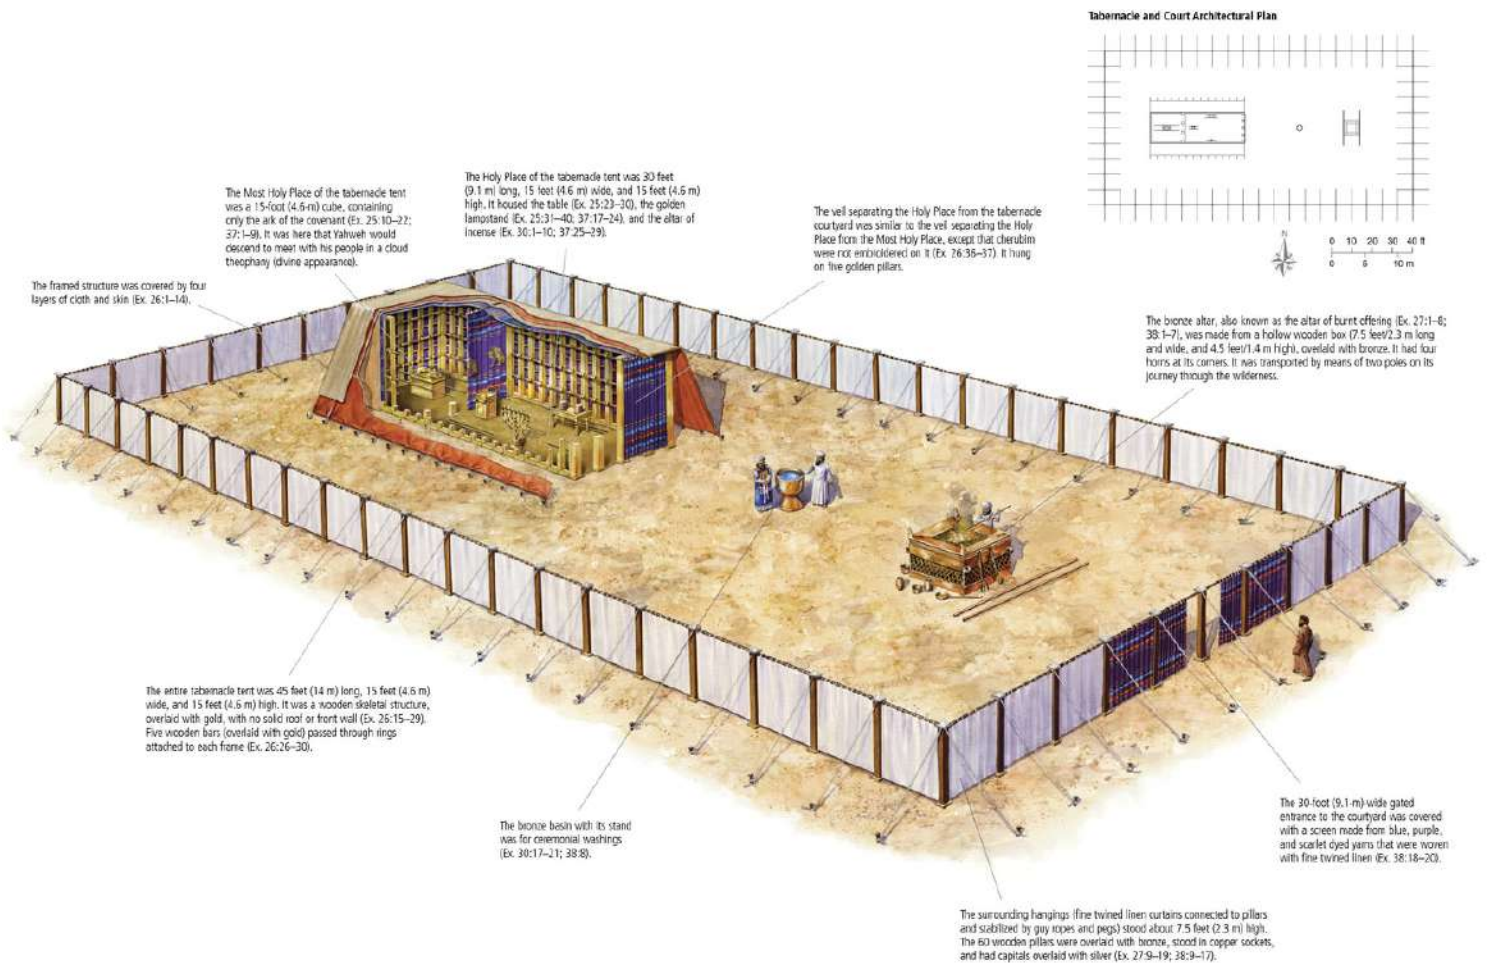 Tabernacle and Court Architectural Plan
N
0 10 20 30 40 ft
0 5 10 m
The Most Holy Place of the tabernacle tent
was a 15-foot (4.6-m) cube, containing
only the ark of the covenant (Ex. 25:10–22;
37:1–9). It was here that Yahweh would
descend to meet with his people in a cloud
theophany (divine appearance).
The Holy Place of the tabernacle tent was 30 feet
(9.1 m) long, 15 feet (4.6 m) wide, and 15 feet (4.6 m)
high. It housed the table (Ex. 25:23–30), the golden
lampstand (Ex. 25:31–40; 37:17–24), and the altar of
incense (Ex. 30:1–10; 37:25–29).
The veil separating the Holy Place from the tabernacle
courtyard was similar to the veil separating the Holy
Place from the Most Holy Place, except that cherubim
were not embroidered on it (Ex. 26:36–37). It hung
on five golden pillars.
The framed structure was covered by four
layers of cloth and skin (Ex. 26:1–14).
The bronze altar, also known as the altar of burnt offering (Ex. 27:1–8;
38:1–7), was made from a hollow wooden box (7.5 feet/2.3 m long
and wide, and 4.5 feet/1.4 m high), overlaid with bronze. It had four
horns at its corners. It was transported by means of two poles on its
journey through the wilderness.
The entire tabernacle tent was 45 feet (14 m) long, 15 feet (4.6 m)
wide, and 15 feet (4.6 m) high. It was a wooden skeletal structure,
overlaid with gold, with no solid roof or front wall (Ex. 26:15–29).
Five wooden bars (overlaid with gold) passed through rings
attached to each frame (Ex. 26:26–30).
The bronze basin with its stand
was for ceremonial washings
(Ex. 30:17–21; 38:8).
The 30-foot (9.1-m)-wide gated
entrance to the courtyard was covered
with a screen made from blue, purple,
and scarlet dyed yarns that were woven
with fine twined linen (Ex. 38:18–20).
The surrounding hangings (fine twined linen curtains connected to pillars
and stabilized by guy ropes and pegs) stood about 7.5 feet (2.3 m) high.
The 60 wooden pillars were overlaid with bronze, stood in copper sockets,
and had capitals overlaid with silver (Ex. 27:9–19; 38:9–17).